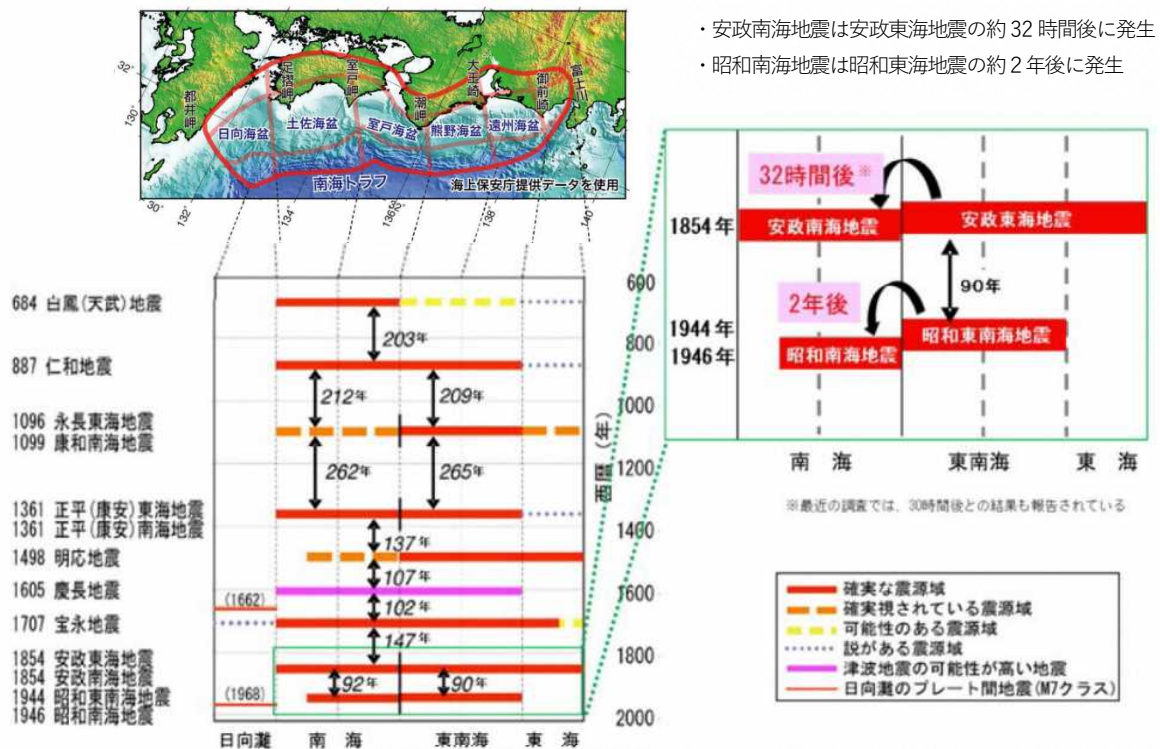 ・安政南海地震は安政東海地震の約 32 時間後に発生
・昭和南海地震は昭和東海地震の約 2 年後に発生
32°
130°
都井岬
足摺岬
室戸岬
潮岬
大王崎
御前崎
富士川
日向海盆
土佐海盆
室戸海盆
熊野海盆
遠州海盆
南海トラフ
海上保安庁提供データを使用
30°
132°
134°
136°
138°
140°
684 白鳳(天武)地震
203年
887 仁和地震
212年
209年
1096 永長東海地震
1099 康和南海地震
262年
265年
1361 正平(康安)東海地震
1361 正平(康安)南海地震
137年
1498 明応地震
107年
1605 慶長地震
(1662)
102年
1707 宝永地震
147年
1854 安政東海地震
1854 安政南海地震
92年
90年
1944 昭和東南海地震
(1968)
1946 昭和南海地震
日向灘
南 海
東南海
東 海
600
800
1000
1200
1400
1600
1800
2000
西暦(年)
32時間後※
1854年
安政南海地震
安政東海地震
90年
2年後
1944年
昭和東南海地震
1946年
昭和南海地震
南 海
東南海
東 海
※最近の調査では、30時間後との結果も報告されている
確実な震源域
確実視されている震源域
可能性のある震源域
説がある震源域
津波地震の可能性が高い地震
日向灘のプレート間地震(M7クラス)